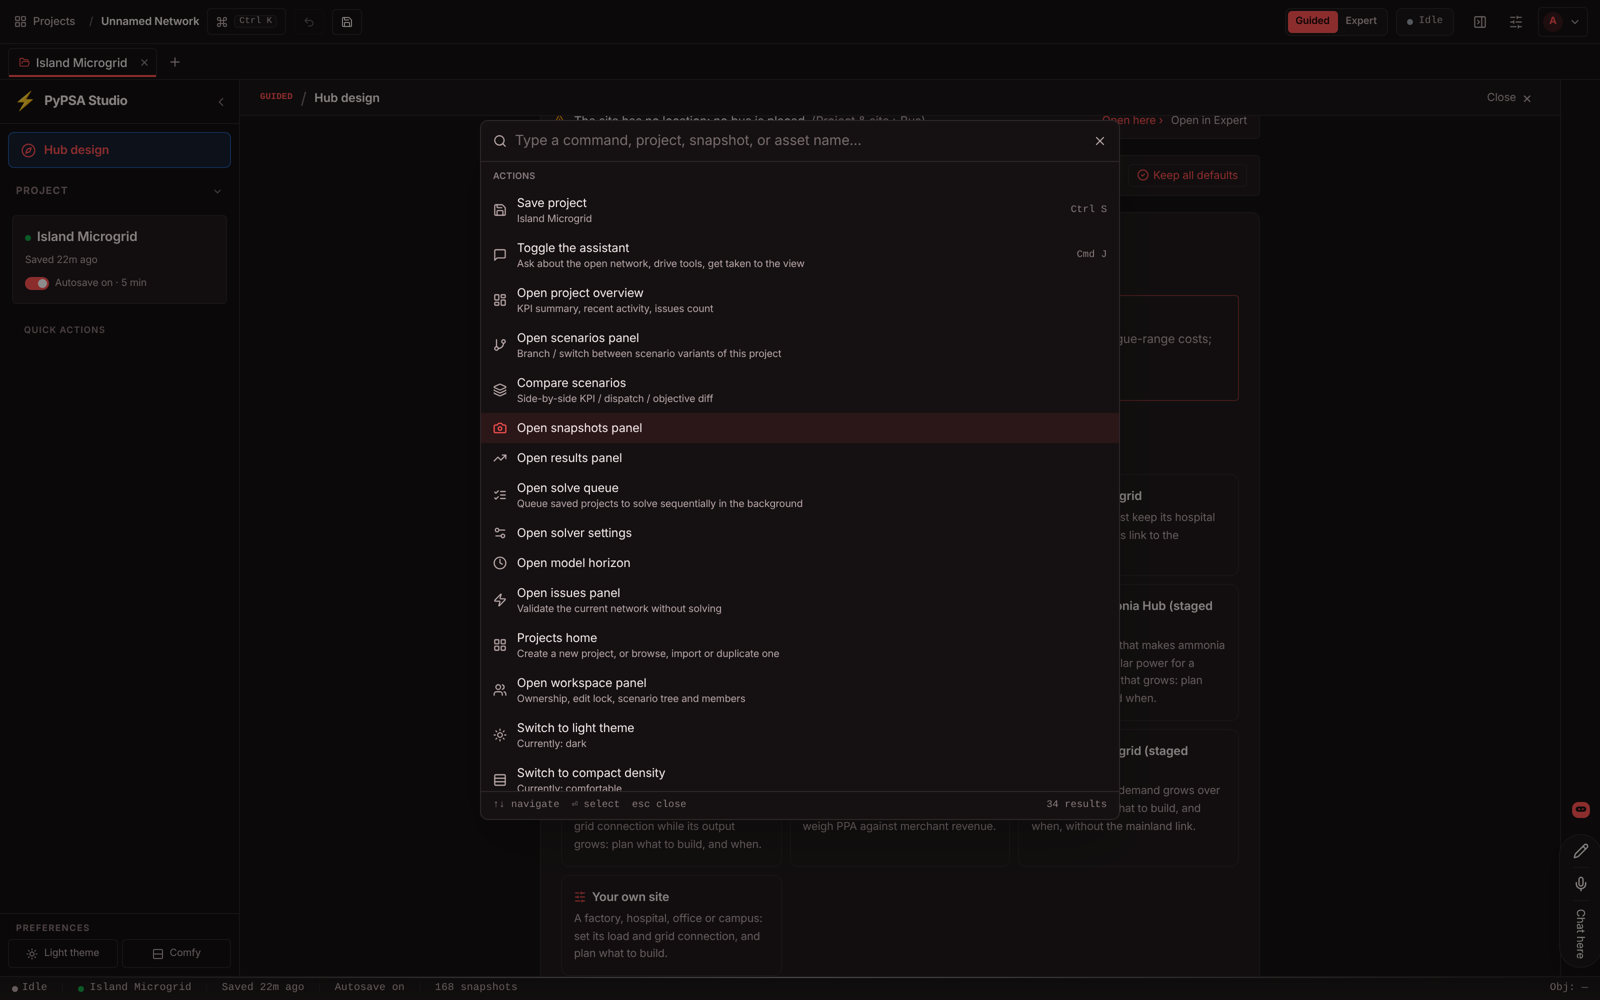 Projects / Unnamed Network Ctrl K Guided Expert Idle A
Island Microgrid
PyPSA Studio
GUIDED / Hub design Close
Open here › Open in Expert
Hub design
Keep all defaults
PROJECT
Island Microgrid
Saved 22m ago
Autosave on · 5 min
QUICK ACTIONS
Type a command, project, snapshot, or asset name...
ACTIONS
Save project
Island Microgrid
Ctrl S
Toggle the assistant
Ask about the open network, drive tools, get taken to the view
Cmd J
Open project overview
KPI summary, recent activity, issues count
Open scenarios panel
Branch / switch between scenario variants of this project
Compare scenarios
Side-by-side KPI / dispatch / objective diff
Open snapshots panel
Open results panel
Open solve queue
Queue saved projects to solve sequentially in the background
Open solver settings
Open model horizon
Open issues panel
Validate the current network without solving
Projects home
Create a new project, or browse, import or duplicate one
Open workspace panel
Ownership, edit lock, scenario tree and members
Switch to light theme
Currently: dark
Switch to compact density
Currently: comfortable
↑↓ navigate ⏎ select esc close 34 results
gue-range costs;
grid
st keep its hospital
s link to the
nia Hub (staged
that makes ammonia
lar power for a
that grows: plan
when.
grid (staged
demand grows over
hat to build, and
when, without the mainland link.
grid connection while its output
grows: plan what to build, and when.
weigh PPA against merchant revenue.
Your own site
A factory, hospital, office or campus:
set its load and grid connection, and
plan what to build.
Chat here
PREFERENCES
Light theme Comfy
Idle Island Microgrid Saved 22m ago Autosave on 168 snapshots Obj: —